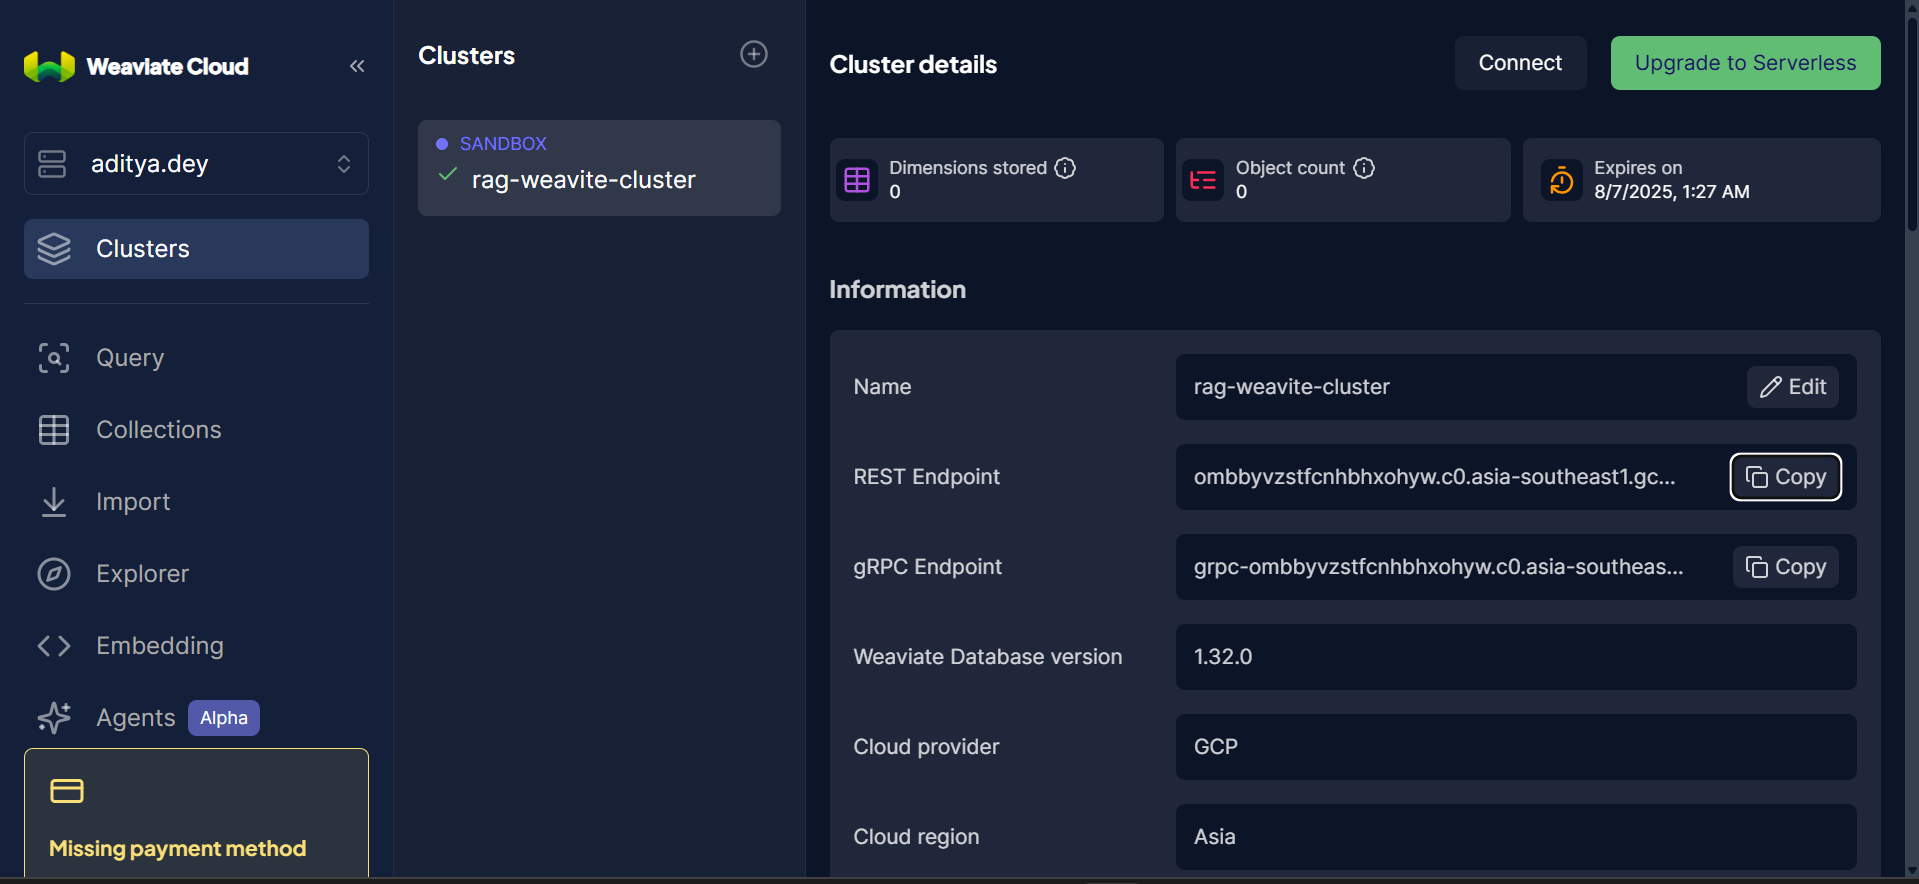 Weaviate Cloud
aditya.dey
Clusters
Query
Collections
Import
Explorer
Embedding
Agents Alpha
Missing payment method
Clusters
SANDBOX
rag-weavite-cluster
Cluster details
Connect
Upgrade to Serverless
Dimensions stored
0
Object count
0
Expires on
8/7/2025, 1:27 AM
Information
Name
rag-weavite-cluster
Edit
REST Endpoint
ombbyvzstfcnhbhxohyw.c0.asia-southeast1.gc...
Copy
gRPC Endpoint
grpc-ombbyvzstfcnhbhxohyw.c0.asia-southeas...
Copy
Weaviate Database version
1.32.0
Cloud provider
GCP
Cloud region
Asia